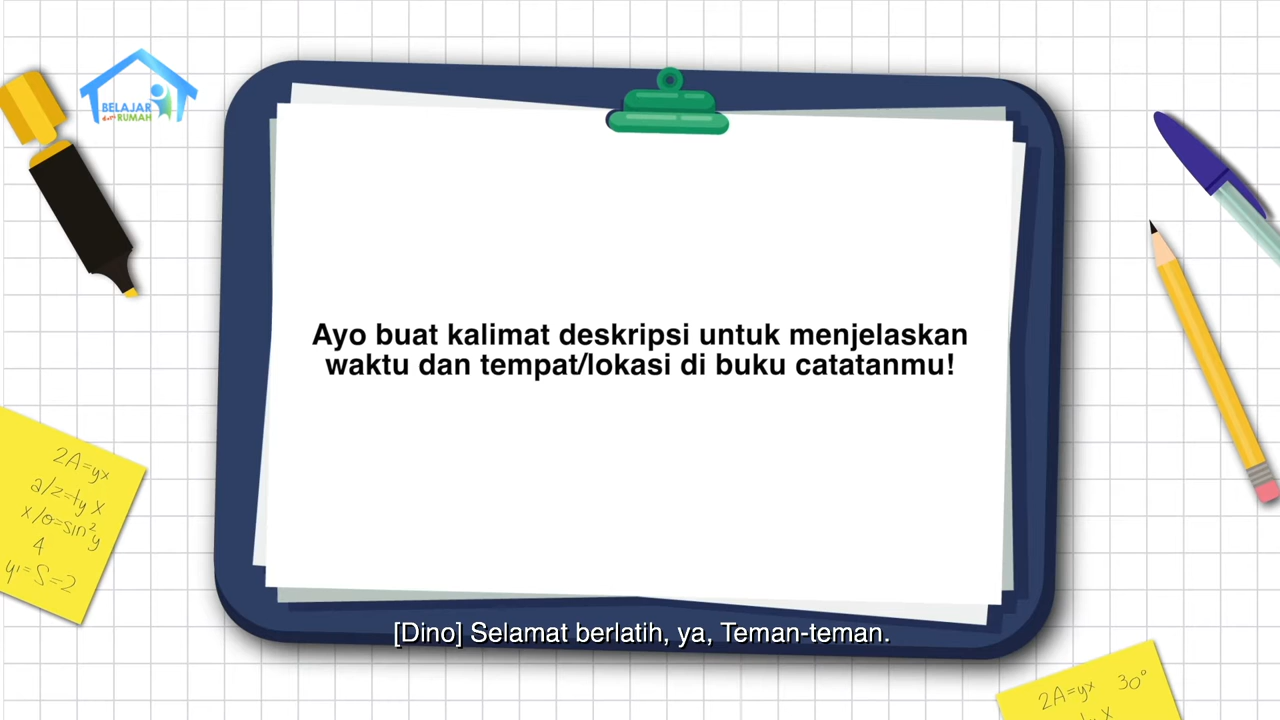 BELAJAR
dari RUMAH
Ayo buat kalimat deskripsi untuk menjelaskan
waktu dan tempat/lokasi di buku catatanmu!
2A=yx
a/z=ty x
x/o=sin²y
4
y'=S=2
[Dino] Selamat berlatih, ya, Teman-teman.
2A=yx 30°